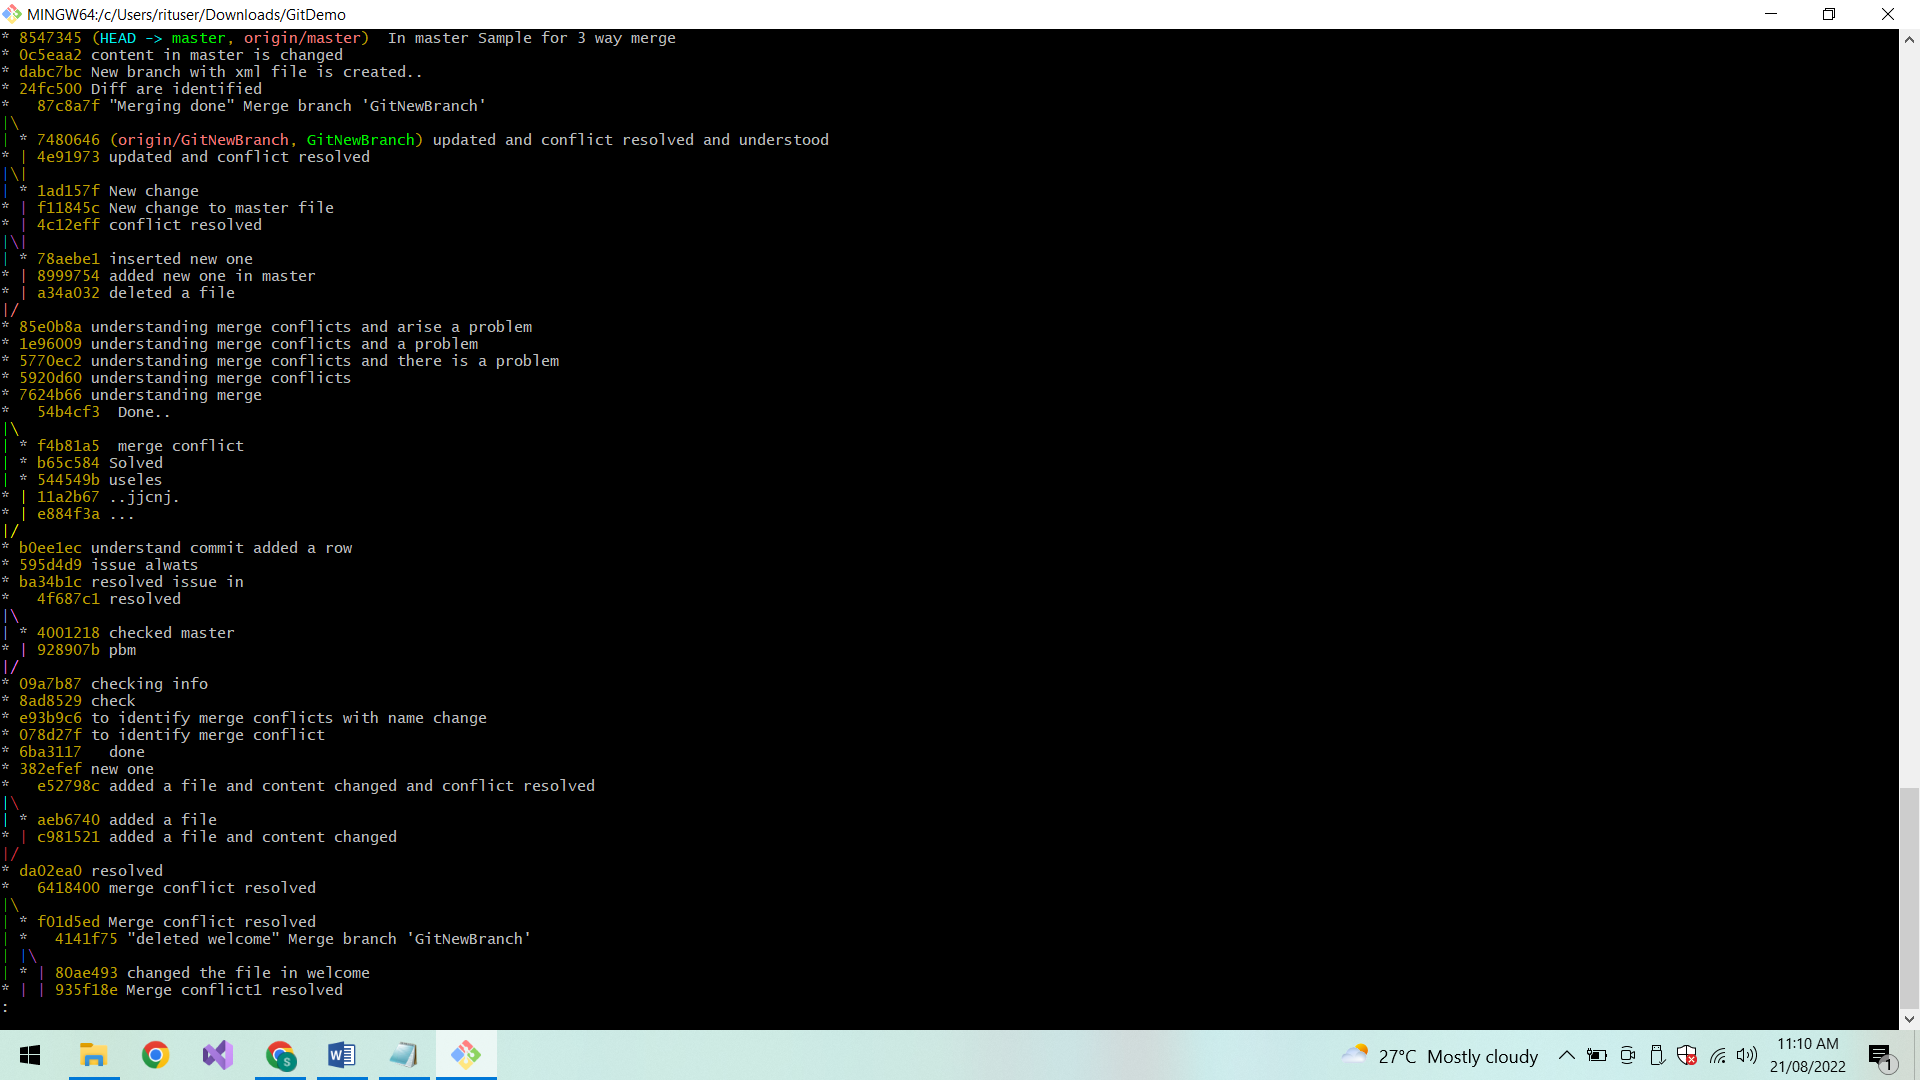 MINGW64:/c/Users/rituser/Downloads/GitDemo
* 8547345 (HEAD -> master, origin/master)  In master Sample for 3 way merge
* 0c5eaa2 content in master is changed
* dabc7bc New branch with xml file is created..
* 24fc500 Diff are identified
*   87c8a7f "Merging done" Merge branch 'GitNewBranch'
|\
| * 7480646 (origin/GitNewBranch, GitNewBranch) updated and conflict resolved and understood
* | 4e91973 updated and conflict resolved
|\|
| * 1ad157f New change
* | f11845c New change to master file
* | 4c12eff conflict resolved
|\|
| * 78aebe1 inserted new one
* | 8999754 added new one in master
* | a34a032 deleted a file
|/
* 85e0b8a understanding merge conflicts and arise a problem
* 1e96009 understanding merge conflicts and a problem
* 5770ec2 understanding merge conflicts and there is a problem
* 5920d60 understanding merge conflicts
* 7624b66 understanding merge
*   54b4cf3  Done..
|\
| * f4b81a5  merge conflict
| * b65c584 Solved
| * 544549b useles
* | 11a2b67 ..jjcnj.
* | e884f3a ...
|/
* b0ee1ec understand commit added a row
* 595d4d9 issue alwats
* ba34b1c resolved issue in
*   4f687c1 resolved
|\
| * 4001218 checked master
* | 928907b pbm
|/
* 09a7b87 checking info
* 8ad8529 check
* e93b9c6 to identify merge conflicts with name change
* 078d27f to identify merge conflict
* 6ba3117   done
* 382efef new one
*   e52798c added a file and content changed and conflict resolved
|\
| * aeb6740 added a file
* | c981521 added a file and content changed
|/
* da02ea0 resolved
*   6418400 merge conflict resolved
|\
| * f01d5ed Merge conflict resolved
| *   4141f75 "deleted welcome" Merge branch 'GitNewBranch'
| |\
| * | 80ae493 changed the file in welcome
* | | 935f18e Merge conflict1 resolved
:
27°C Mostly cloudy
11:10 AM
21/08/2022
1
S